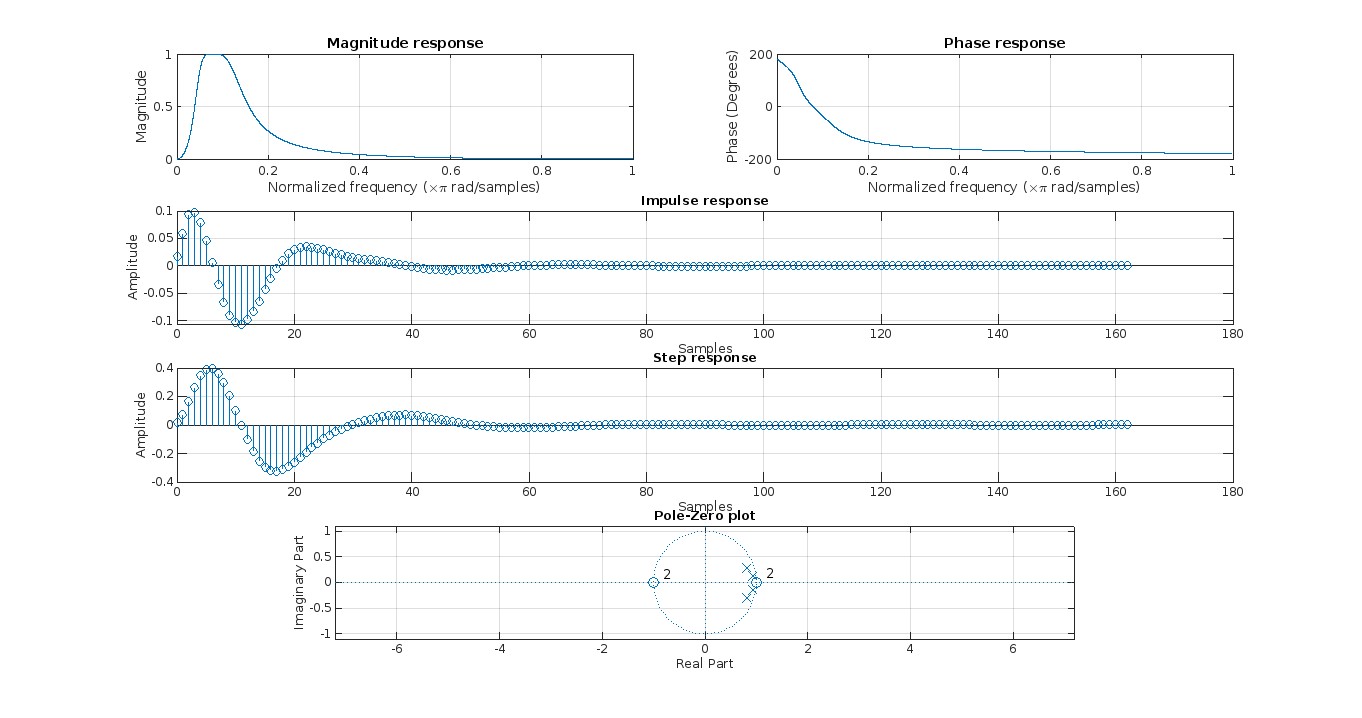 Magnitude response
Magnitude
1
0.5
0
0 0.2 0.4 0.6 0.8 1
Normalized frequency (×π rad/samples)
Phase response
Phase (Degrees)
200
0
-200
0 0.2 0.4 0.6 0.8 1
Normalized frequency (×π rad/samples)
Impulse response
Amplitude
0.1
0.05
0
-0.05
-0.1
0 20 40 60 80 100 120 140 160 180
Samples
Step response
Amplitude
0.4
0.2
0
-0.2
-0.4
0 20 40 60 80 100 120 140 160 180
Samples
Pole-Zero plot
Imaginary Part
1
0.5
0
-0.5
-1
2 2
-6 -4 -2 0 2 4 6
Real Part